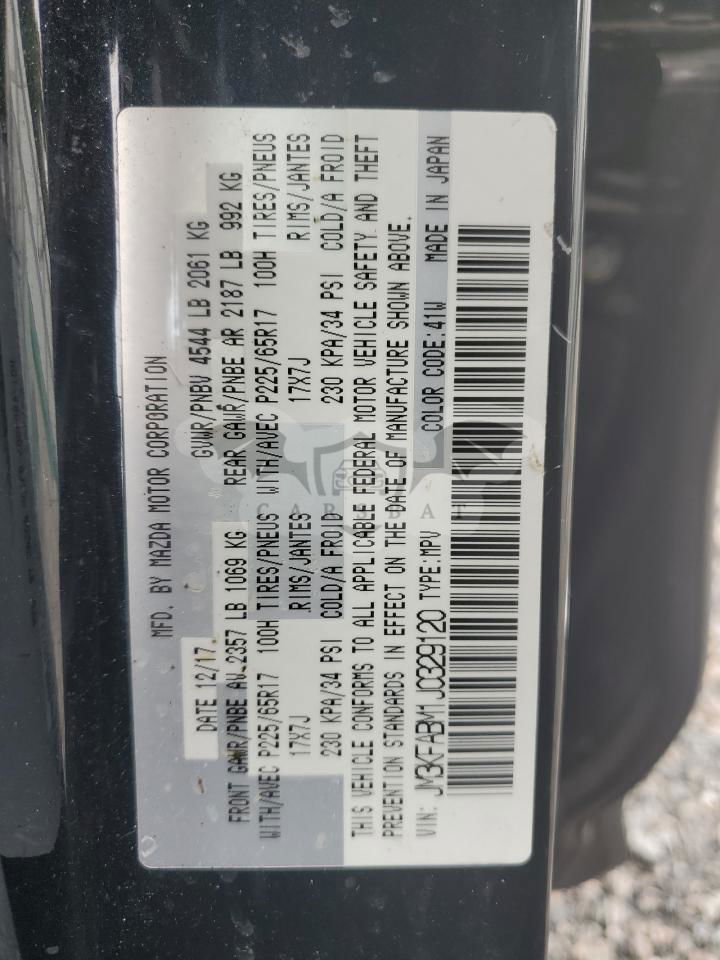 MFD. BY MAZDA MOTOR CORPORATION
DATE 12/17 GVWR/PNBV 4544 LB 2061 KG
FRONT GAWR/PNBE AV 2357 LB 1069 KG REAR GAWR/PNBE AR 2187 LB 992 KG
WITH/AVEC P225/65R17 100H TIRES/PNEUS WITH/AVEC P225/65R17 100H TIRES/PNEUS
17X7J RIMS/JANTES 17X7J RIMS/JANTES
230 KPA/34 PSI COLD/A FROID 230 KPA/34 PSI COLD/A FROID
THIS VEHICLE CONFORMS TO ALL APPLICABLE FEDERAL MOTOR VEHICLE SAFETY AND THEFT
PREVENTION STANDARDS IN EFFECT ON THE DATE OF MANUFACTURE SHOWN ABOVE.
VIN: JM3KFABM1J0329120 TYPE:MPV COLOR CODE:41W MADE IN JAPAN
CARSBAT